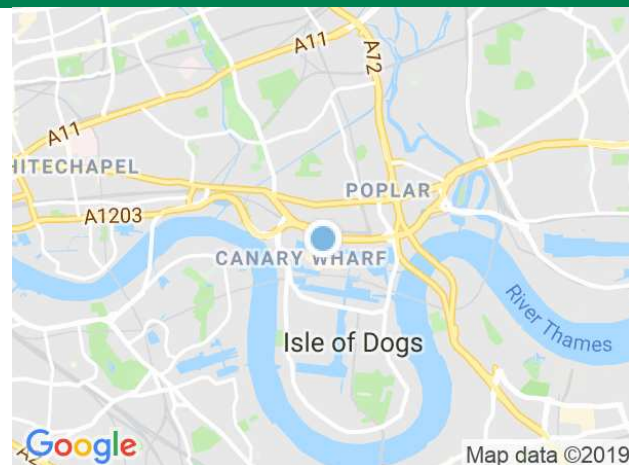 A11
A12
A11
HITECHAPEL
POPLAR
A1203
CANARY WHARF
River Thames
Isle of Dogs
Google
Map data ©2019